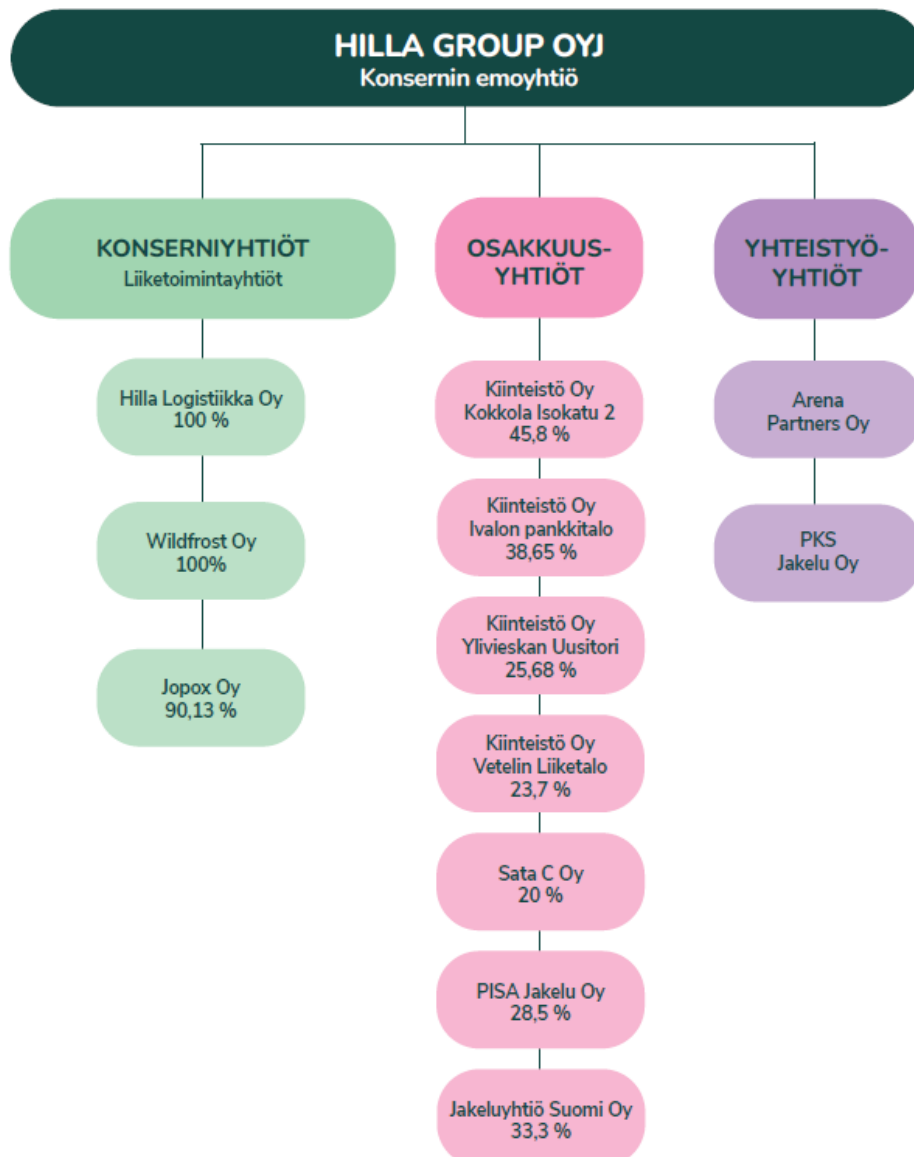 HILLA GROUP OYJ
Konsernin emoyhtiö
KONSERNIYHTIÖT
Liiketoimintayhtiöt
Hilla Logistiikka Oy
100 %
Wildfrost Oy
100%
Jopox Oy
90,13 %
OSAKKUUS-
YHTIÖT
Kiinteistö Oy
Kokkola Isokatu 2
45,8 %
Kiinteistö Oy
Ivalon pankkitalo
38,65 %
Kiinteistö Oy
Ylivieskan Uusitori
25,68 %
Kiinteistö Oy
Vetelin Liiketalo
23,7 %
Sata C Oy
20 %
PISA Jakelu Oy
28,5 %
Jakeluyhtiö Suomi Oy
33,3 %
YHTEISTYÖ-
YHTIÖT
Arena
Partners Oy
PKS
Jakelu Oy